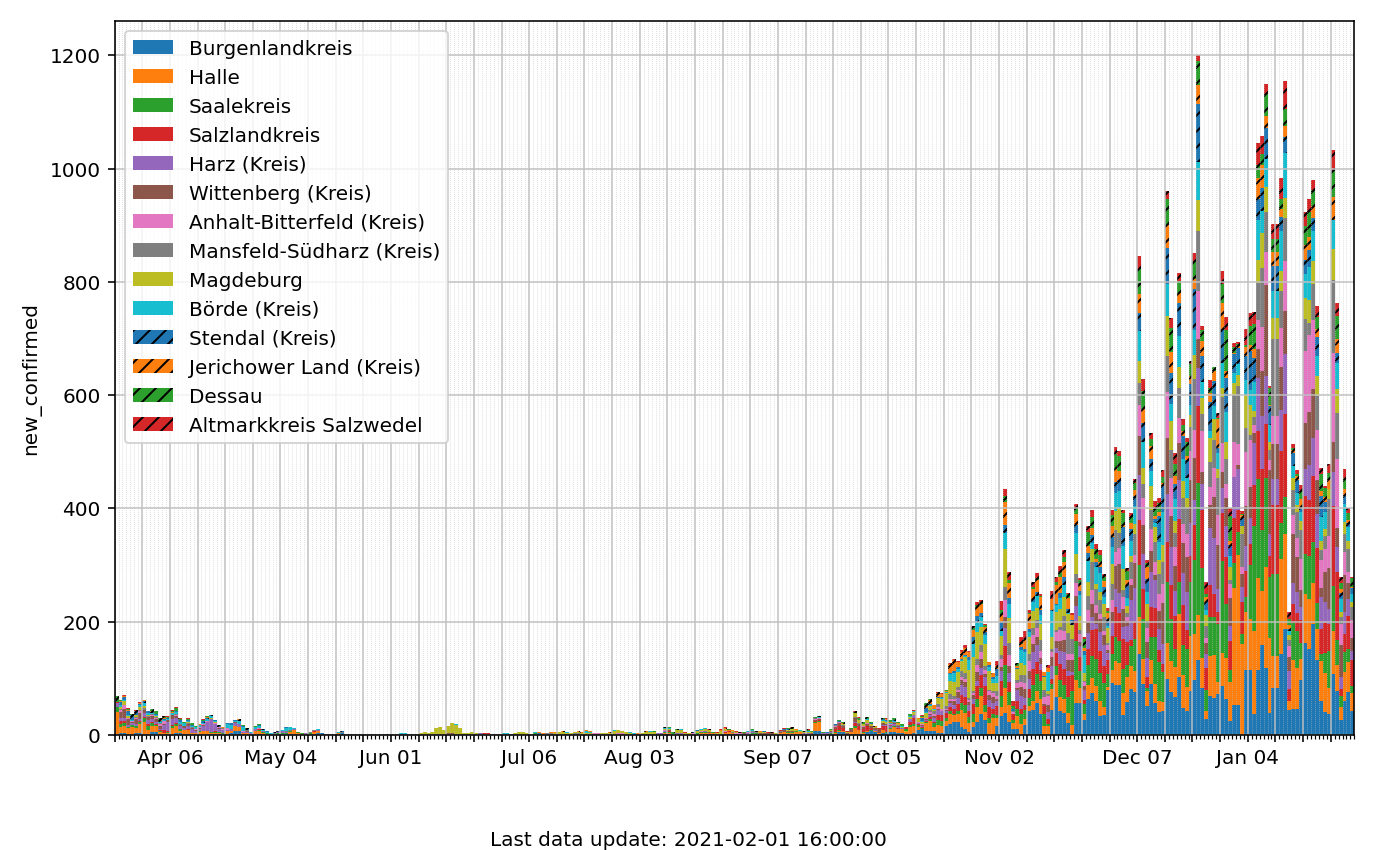 1200
1000
800
600
400
200
0
new_confirmed
Burgenlandkreis
Halle
Saalekreis
Salzlandkreis
Harz (Kreis)
Wittenberg (Kreis)
Anhalt-Bitterfeld (Kreis)
Mansfeld-Südharz (Kreis)
Magdeburg
Börde (Kreis)
Stendal (Kreis)
Jerichower Land (Kreis)
Dessau
Altmarkkreis Salzwedel
Apr 06 May 04 Jun 01 Jul 06 Aug 03 Sep 07 Oct 05 Nov 02 Dec 07 Jan 04
Last data update: 2021-02-01 16:00:00